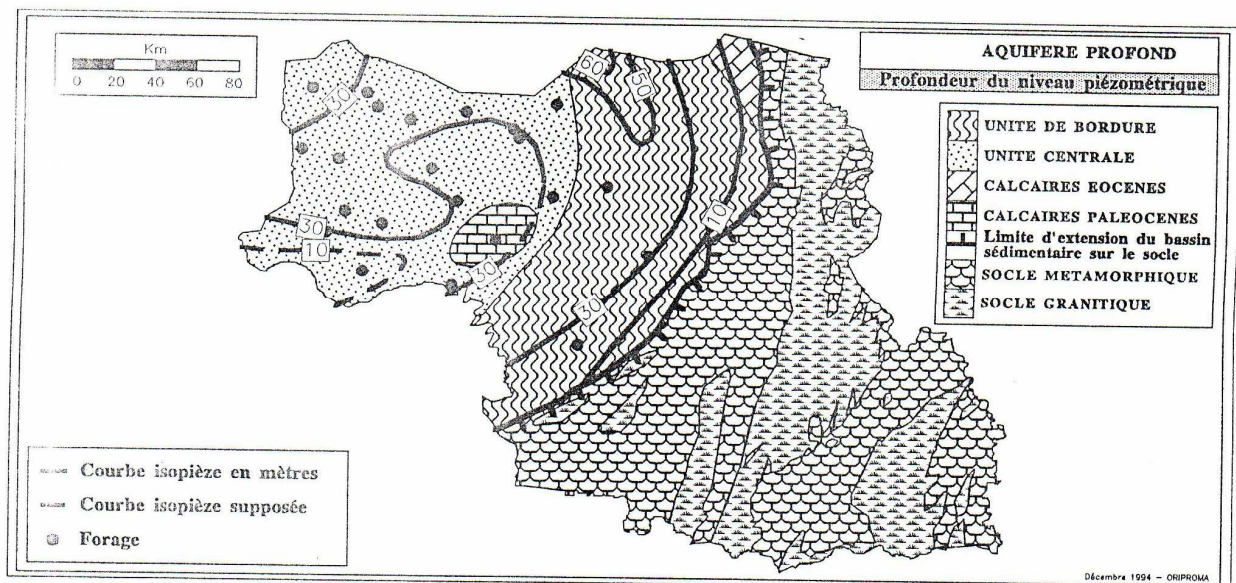 Km
0 20 40 60 80
AQUIFERE PROFOND
Profondeur du niveau piézométrique
UNITE DE BORDURE
UNITE CENTRALE
CALCAIRES EOCENES
CALCAIRES PALEOCENES
Limite d'extension du bassin
sédimentaire sur le socle
SOCLE METAMORPHIQUE
SOCLE GRANITIQUE
30
60
50
10
30
10
30
30
Courbe isopièze en mètres
Courbe isopièze supposée
Forage
Décembre 1994 - ORIPROMA